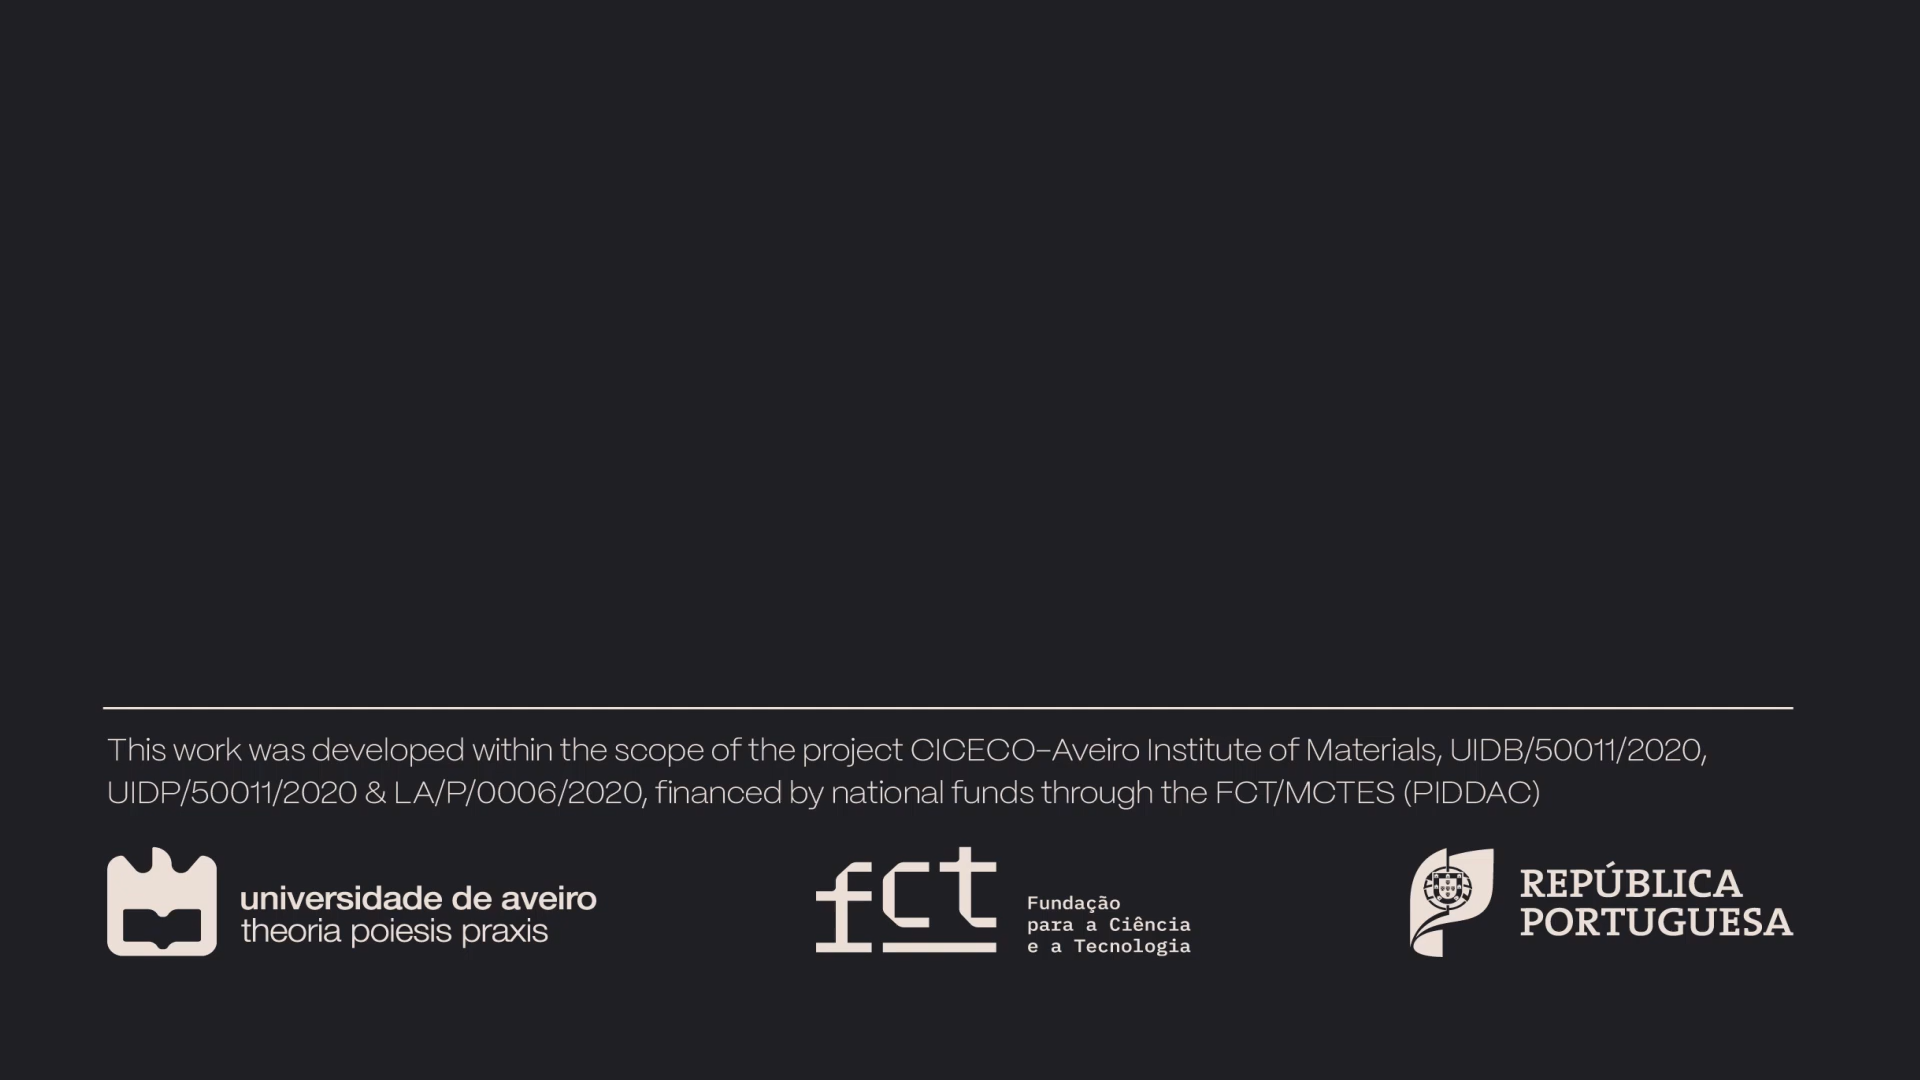 This work was developed within the scope of the project CICECO–Aveiro Institute of Materials, UIDB/50011/2020,
UIDP/50011/2020 & LA/P/0006/2020, financed by national funds through the FCT/MCTES (PIDDAC)
universidade de aveiro
theoria poiesis praxis
fct
Fundação
para a Ciência
e a Tecnologia
REPÚBLICA
PORTUGUESA